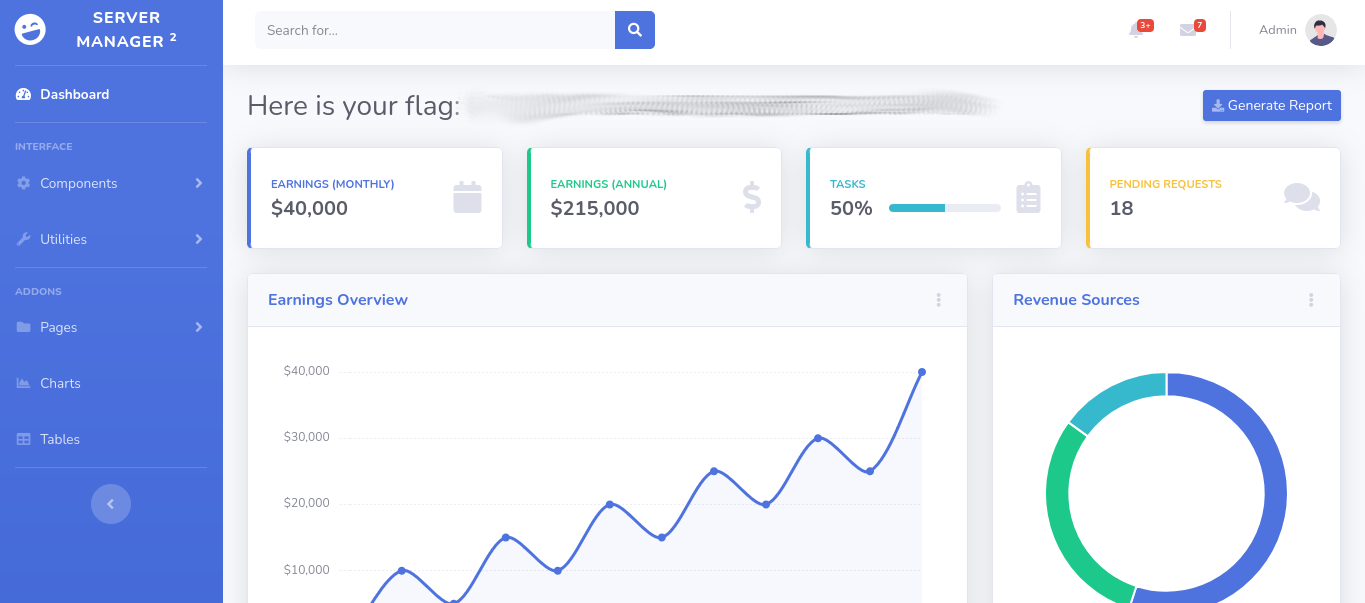 SERVER
MANAGER 2
Search for...
3+
7
Admin
Dashboard
Here is your flag:
Generate Report
INTERFACE
Components
Utilities
ADDONS
Pages
Charts
Tables
EARNINGS (MONTHLY)
$40,000
EARNINGS (ANNUAL)
$215,000
TASKS
50%
PENDING REQUESTS
18
Earnings Overview
$40,000
$30,000
$20,000
$10,000
Revenue Sources